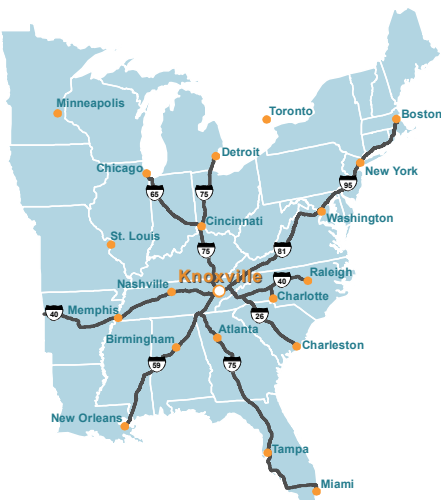 Minneapolis
Toronto
Boston
Detroit
Chicago
New York
65
75
95
Cincinnati
Washington
St. Louis
75
81
Knoxville
Raleigh
40
Nashville
Charlotte
40
Memphis
26
Atlanta
Birmingham
Charleston
59
75
New Orleans
Tampa
Miami